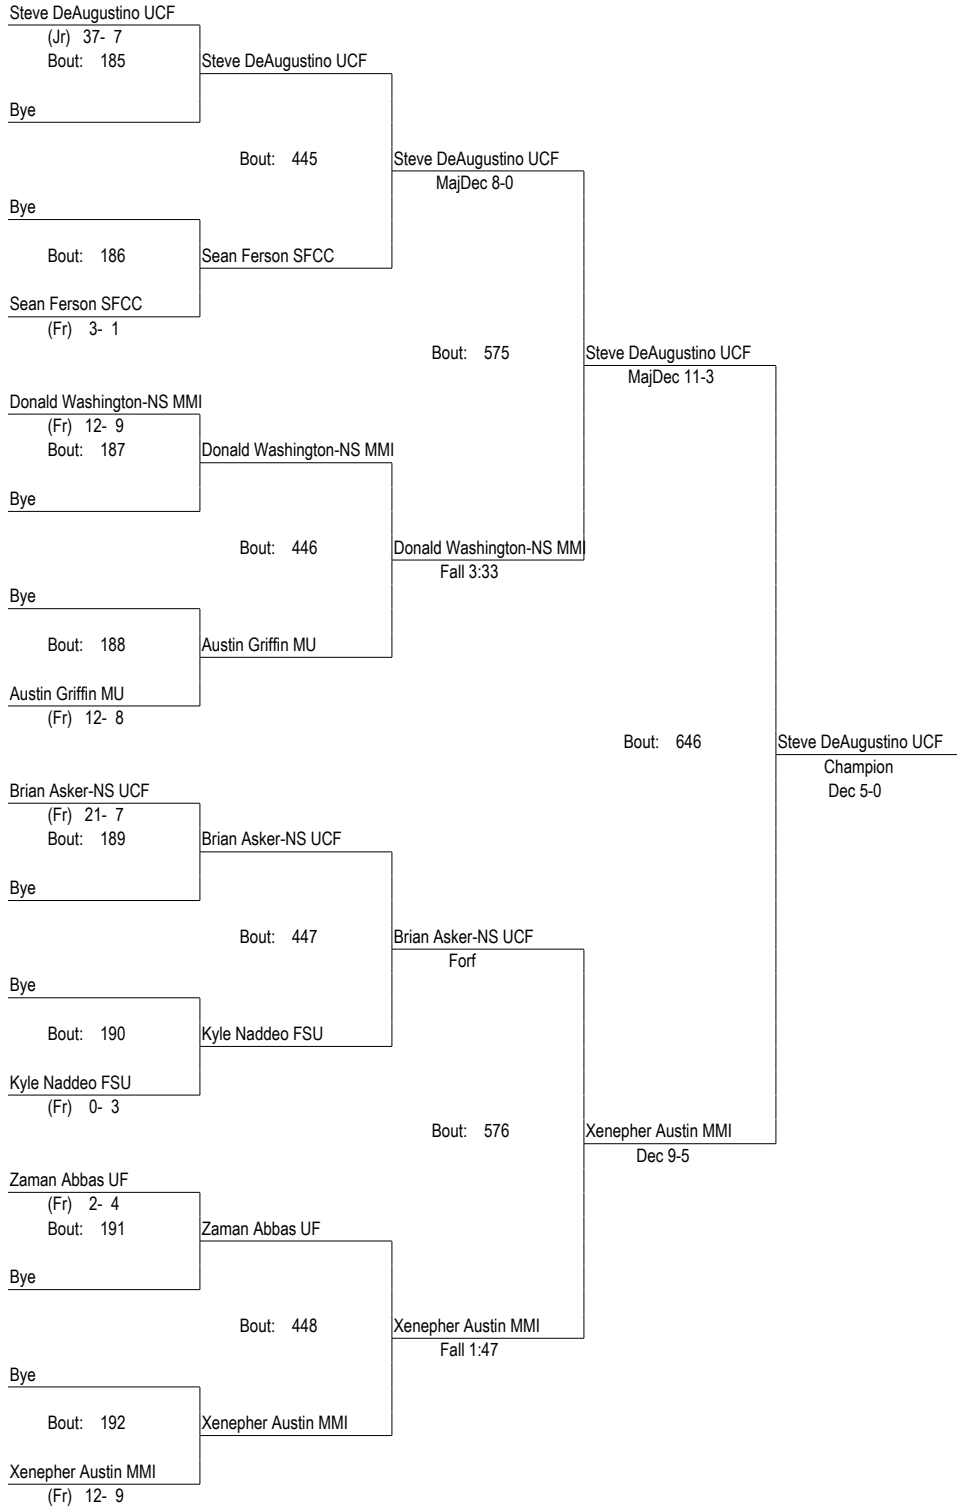 Steve DeAugustino UCF
(Jr) 37- 7
Bout: 185
Steve DeAugustino UCF
Bye
Bout: 445
Steve DeAugustino UCF
MajDec 8-0
Bye
Bout: 186
Sean Ferson SFCC
Sean Ferson SFCC
(Fr) 3- 1
Bout: 575
Steve DeAugustino UCF
MajDec 11-3
Donald Washington-NS MMI
(Fr) 12- 9
Bout: 187
Donald Washington-NS MMI
Bye
Bout: 446
Donald Washington-NS MMI
Fall 3:33
Bye
Bout: 188
Austin Griffin MU
Austin Griffin MU
(Fr) 12- 8
Bout: 646
Steve DeAugustino UCF
Champion
Dec 5-0
Brian Asker-NS UCF
(Fr) 21- 7
Bout: 189
Brian Asker-NS UCF
Bye
Bout: 447
Brian Asker-NS UCF
Forf
Bye
Bout: 190
Kyle Naddeo FSU
Kyle Naddeo FSU
(Fr) 0- 3
Bout: 576
Xenepher Austin MMI
Dec 9-5
Zaman Abbas UF
(Fr) 2- 4
Bout: 191
Zaman Abbas UF
Bye
Bout: 448
Xenepher Austin MMI
Fall 1:47
Bye
Bout: 192
Xenepher Austin MMI
Xenepher Austin MMI
(Fr) 12- 9